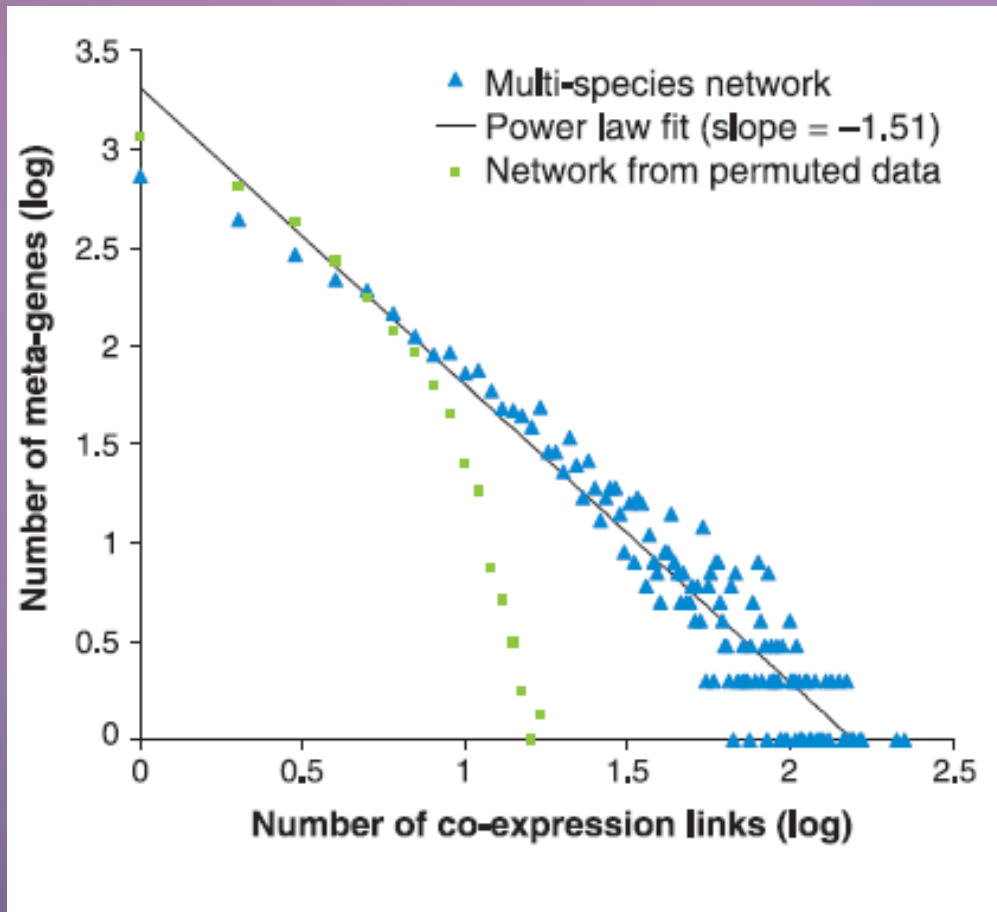 3.5
Multi-species network
Power law fit (slope = –1.51)
3
Network from permuted data
2.5
2
1.5
1
0.5
0
0 0.5 1 1.5 2 2.5
Number of meta-genes (log)
Number of co-expression links (log)